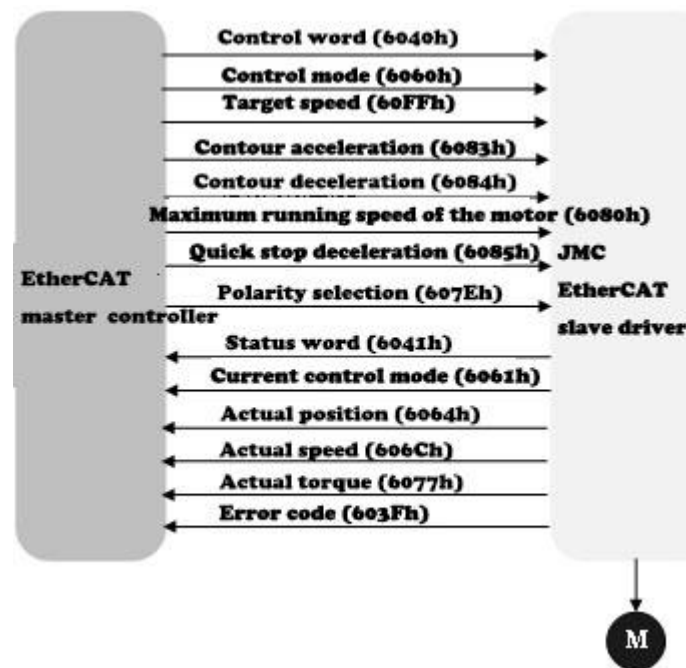 Control word (6040h)
Control mode (6060h)
Target speed (60FFh)
Contour acceleration (6083h)
Contour deceleration (6084h)
Maximum running speed of the motor (6080h)
Quick stop deceleration (6085h)
Polarity selection (607Eh)
EtherCAT
master controller
JMC
EtherCAT
slave driver
Status word (6041h)
Current control mode (6061h)
Actual position (6064h)
Actual speed (606Ch)
Actual torque (6077h)
Error code (603Fh)
M